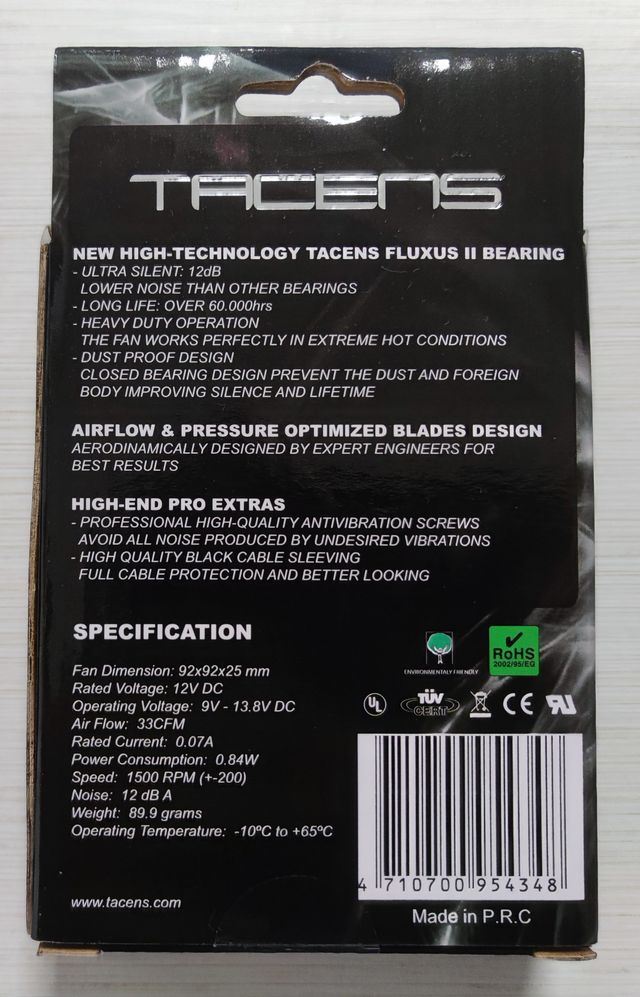 TACENS
NEW HIGH-TECHNOLOGY TACENS FLUXUS II BEARING
- ULTRA SILENT: 12dB
LOWER NOISE THAN OTHER BEARINGS
- LONG LIFE: OVER 60.000hrs
- HEAVY DUTY OPERATION
THE FAN WORKS PERFECTLY IN EXTREME HOT CONDITIONS
- DUST PROOF DESIGN
CLOSED BEARING DESIGN PREVENT THE DUST AND FOREIGN
BODY IMPROVING SILENCE AND LIFETIME
AIRFLOW & PRESSURE OPTIMIZED BLADES DESIGN
AERODINAMICALLY DESIGNED BY EXPERT ENGINEERS FOR
BEST RESULTS
HIGH-END PRO EXTRAS
- PROFESSIONAL HIGH-QUALITY ANTIVIBRATION SCREWS
AVOID ALL NOISE PRODUCED BY UNDESIRED VIBRATIONS
- HIGH QUALITY BLACK CABLE SLEEVING
FULL CABLE PROTECTION AND BETTER LOOKING
SPECIFICATION
Fan Dimension: 92x92x25 mm
Rated Voltage: 12V DC
Operating Voltage: 9V - 13.8V DC
Air Flow: 33CFM
Rated Current: 0.07A
Power Consumption: 0.84W
Speed: 1500 RPM (+-200)
Noise: 12 dB A
Weight: 89.9 grams
Operating Temperature: -10ºC to +65ºC
www.tacens.com
ENVIRONMENTALY FRIENDLY
RoHS
2002/95/EG
UL
TÜV
CERT
CE
RU
4 710700 954348
Made in P.R.C